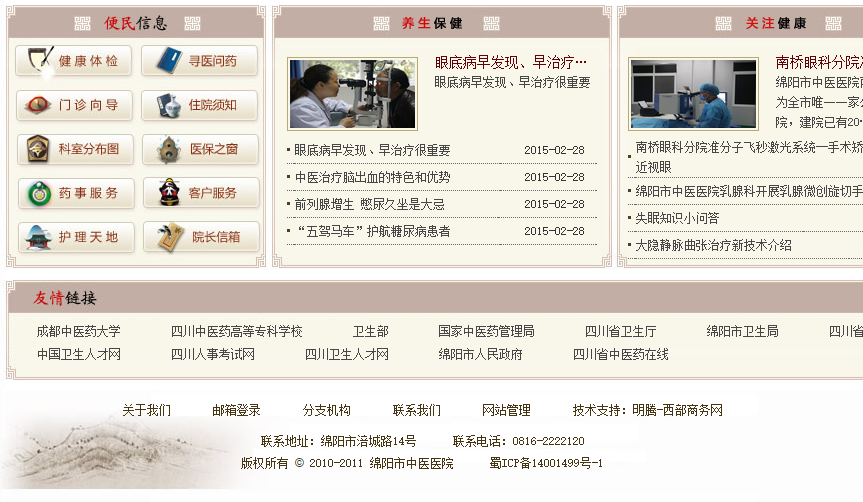 便民信息
健康体检
寻医问药
门诊向导
住院须知
科室分布图
医保之窗
药事服务
客户服务
护理天地
院长信箱
养生保健
眼底病早发现、早治疗…
眼底病早发现、早治疗很重要
眼底病早发现、早治疗很重要 2015-02-28
中医治疗脑出血的特色和优势 2015-02-28
前列腺增生 憋尿久坐是大忌 2015-02-28
“五驾马车”护航糖尿病患者 2015-02-28
关注健康
南桥眼科分院准
绵阳市中医医院
为全市唯一一家公
院，建院已有20
南桥眼科分院准分子飞秒激光系统—手术矫
近视眼
绵阳市中医医院乳腺科开展乳腺微创旋切手
失眠知识小问答
大隐静脉曲张治疗新技术介绍
友情链接
成都中医药大学 四川中医药高等专科学校 卫生部 国家中医药管理局 四川省卫生厅 绵阳市卫生局 四川省
中国卫生人才网 四川人事考试网 四川卫生人才网 绵阳市人民政府 四川省中医药在线
关于我们 邮箱登录 分支机构 联系我们 网站管理 技术支持：明腾-西部商务网
联系地址：绵阳市涪城路14号 联系电话：0816-2222120
版权所有 © 2010-2011 绵阳市中医医院 蜀ICP备14001499号-1